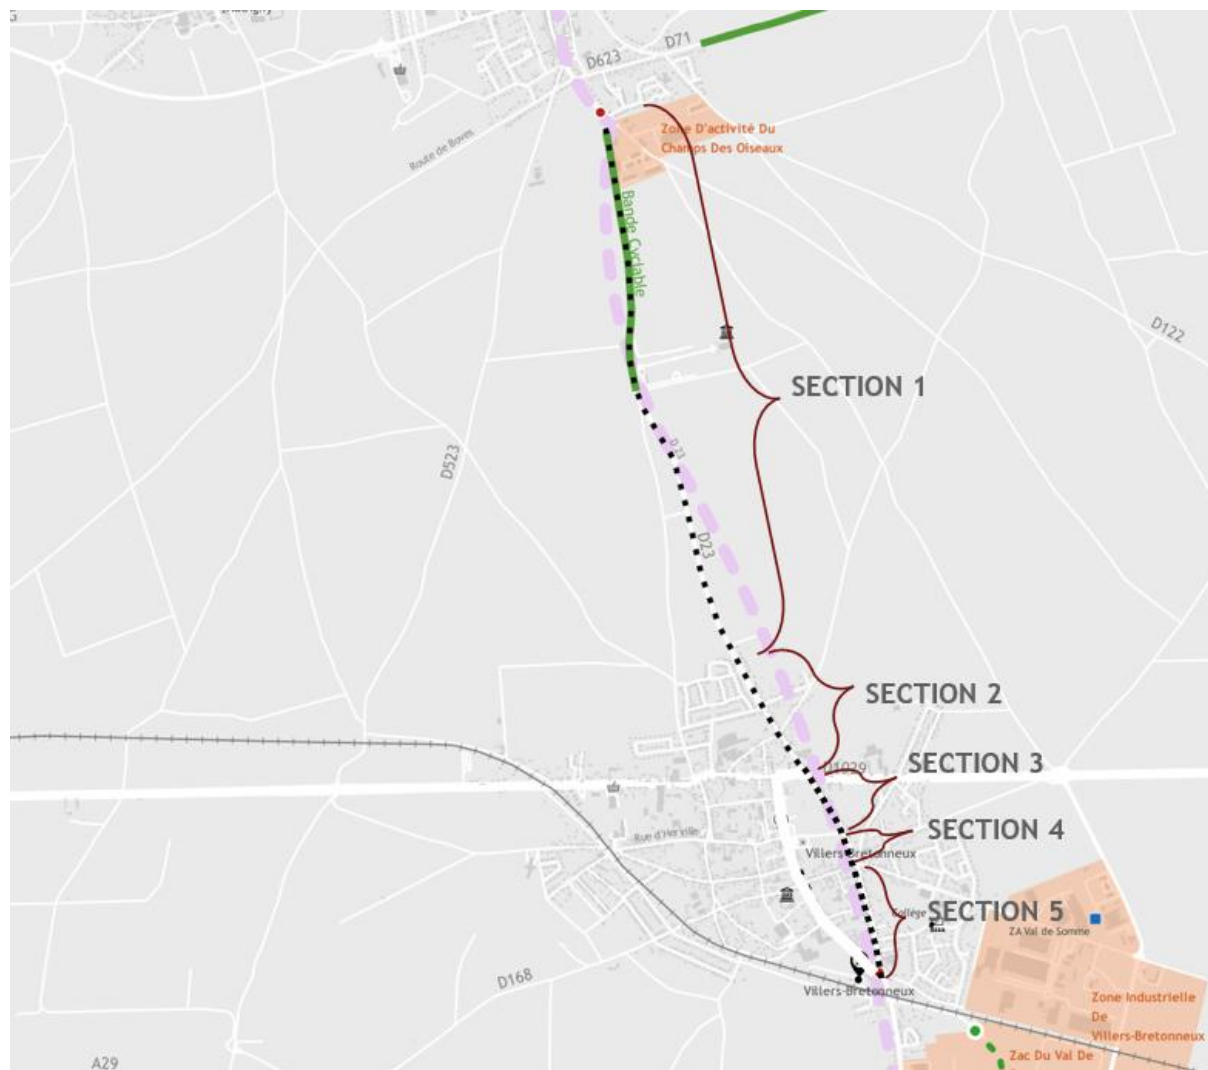 D71
D623
Zone D'activité Du
Champs Des Oiseaux
Route de Boves
Bande Cyclable
D122
SECTION 1
D523
D 23
D23
SECTION 2
SECTION 3
D1029
SECTION 4
Rue d'Herville
Villers-Bretonneux
Collège
SECTION 5
ZA Val de Somme
D168
Villers-Bretonneux
Zone Industrielle
De
Villers-Bretonneux
Zac Du Val De
A29